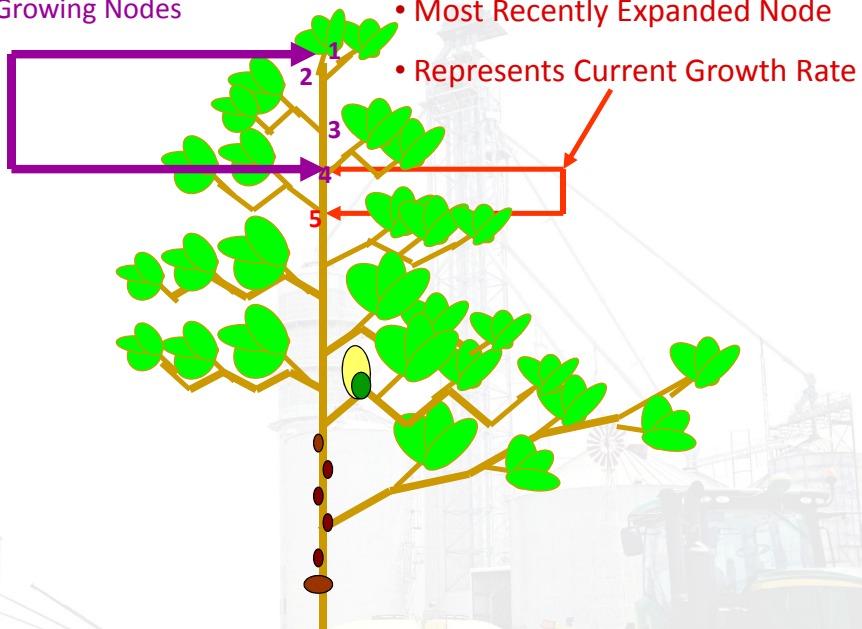 Growing Nodes
• Most Recently Expanded Node
• Represents Current Growth Rate
1
2
3
4
5